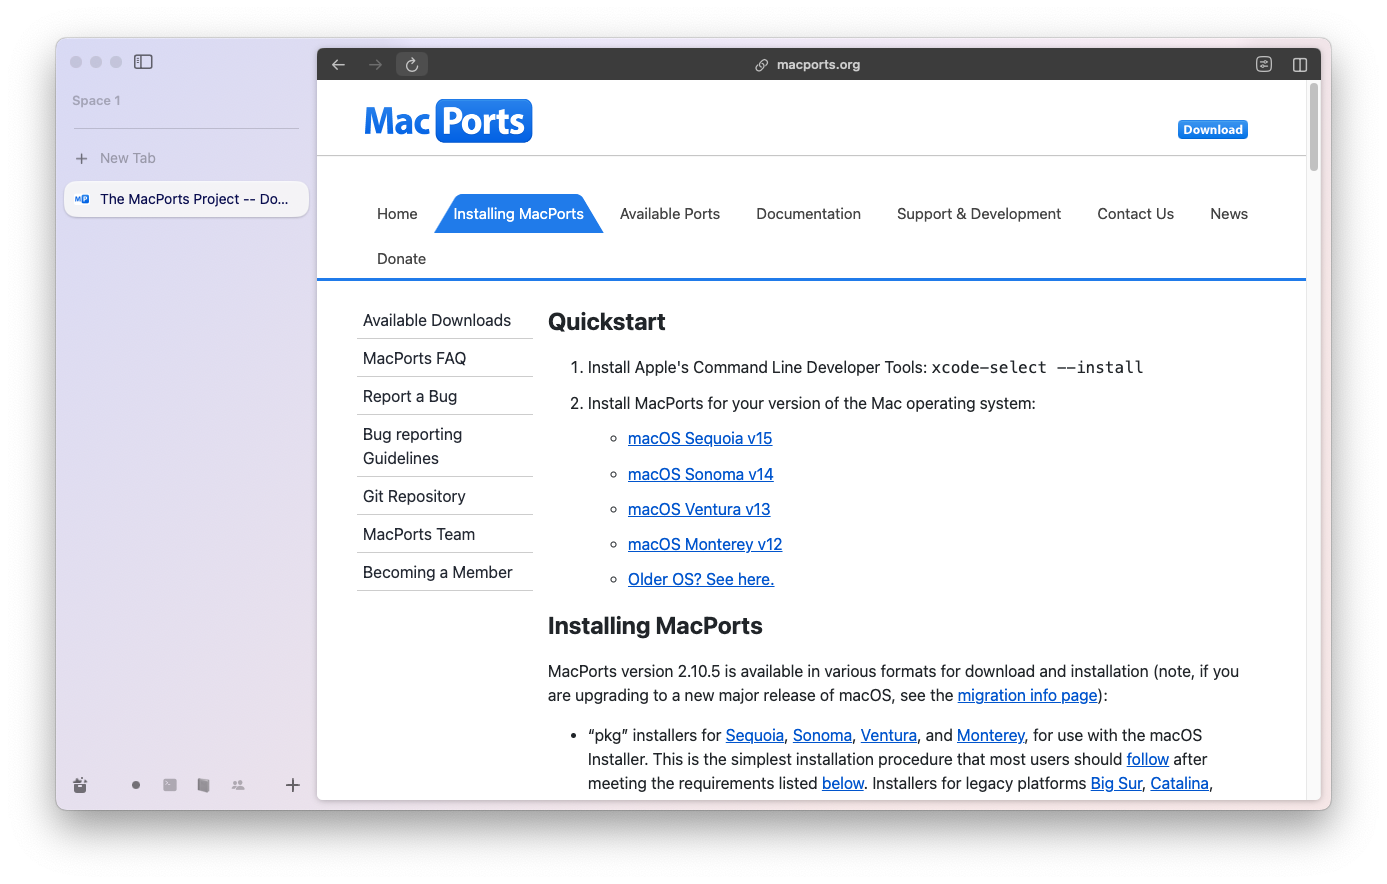 Space 1
New Tab
The MacPorts Project -- Do...
macports.org
MacPorts
Download
Home
Installing MacPorts
Available Ports
Documentation
Support & Development
Contact Us
News
Donate
Available Downloads
MacPorts FAQ
Report a Bug
Bug reporting
Guidelines
Git Repository
MacPorts Team
Becoming a Member
Quickstart
1. Install Apple's Command Line Developer Tools: xcode-select --install
2. Install MacPorts for your version of the Mac operating system:
◦ macOS Sequoia v15
◦ macOS Sonoma v14
◦ macOS Ventura v13
◦ macOS Monterey v12
◦ Older OS? See here.
Installing MacPorts
MacPorts version 2.10.5 is available in various formats for download and installation (note, if you
are upgrading to a new major release of macOS, see the migration info page):
• “pkg” installers for Sequoia, Sonoma, Ventura, and Monterey, for use with the macOS
Installer. This is the simplest installation procedure that most users should follow after
meeting the requirements listed below. Installers for legacy platforms Big Sur, Catalina,